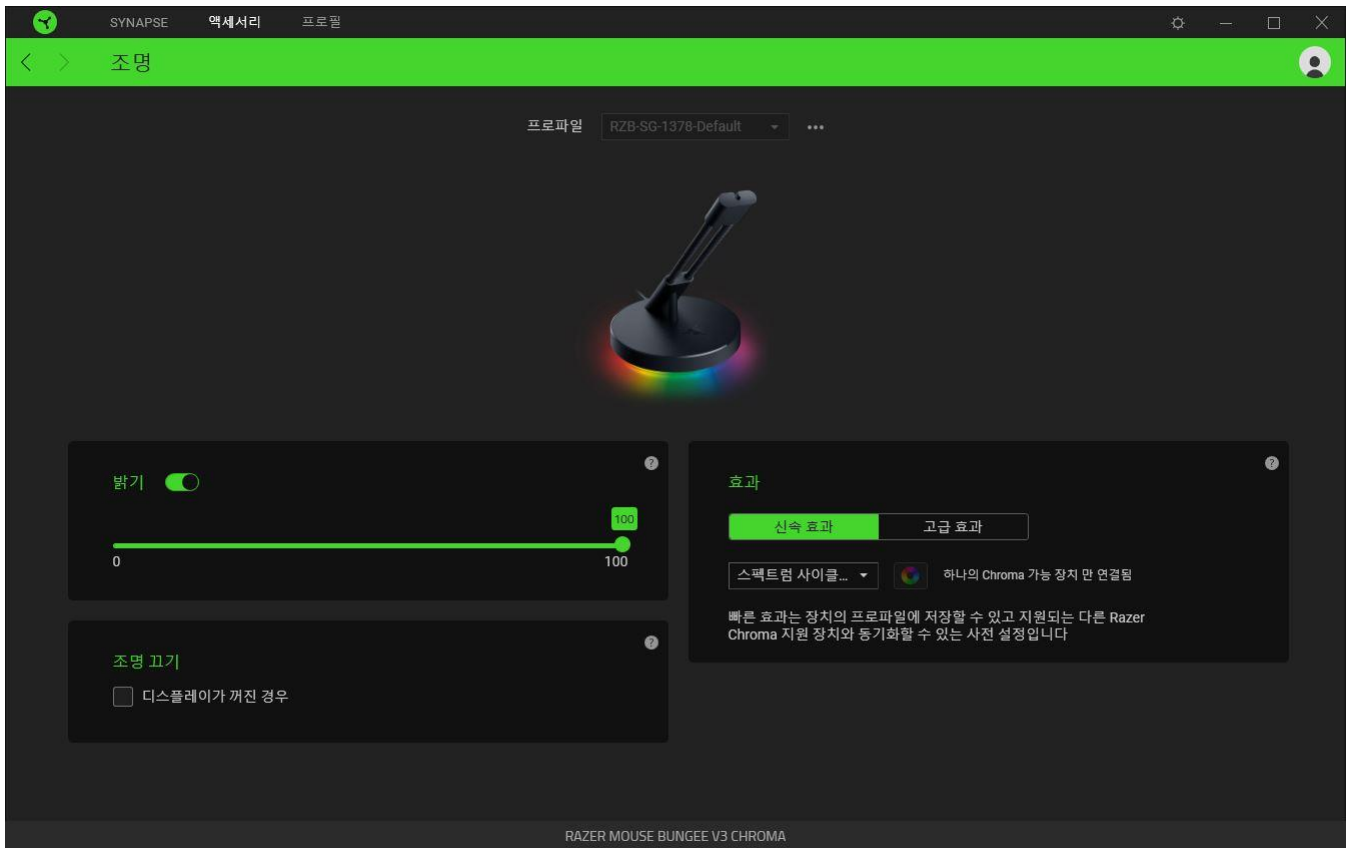 SYNAPSE 액세서리 프로필
조명
프로파일 RZB-SG-1378-Default
밝기
100
0 100
조명 끄기
디스플레이가 꺼진 경우
효과
신속 효과 고급 효과
스펙트럼 사이클... 하나의 Chroma 가능 장치 만 연결됨
빠른 효과는 장치의 프로파일에 저장할 수 있고 지원되는 다른 Razer
Chroma 지원 장치와 동기화할 수 있는 사전 설정입니다
RAZER MOUSE BUNGEE V3 CHROMA